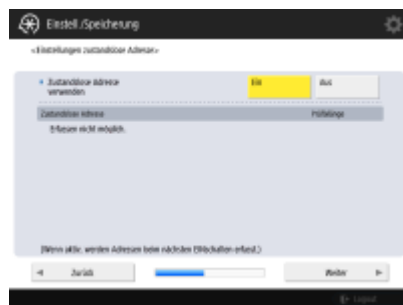 Einstell./Speicherung
<Einstellungen zustandslose Adresse>
Zustandslose Adresse
verwenden
Ein
Aus
Zustandslose Adresse
Präfixlänge
Erfassen nicht möglich.
(Wenn aktiv, werden Adressen beim nächsten Einschalten erfasst.)
Zurück
Weiter
Logout